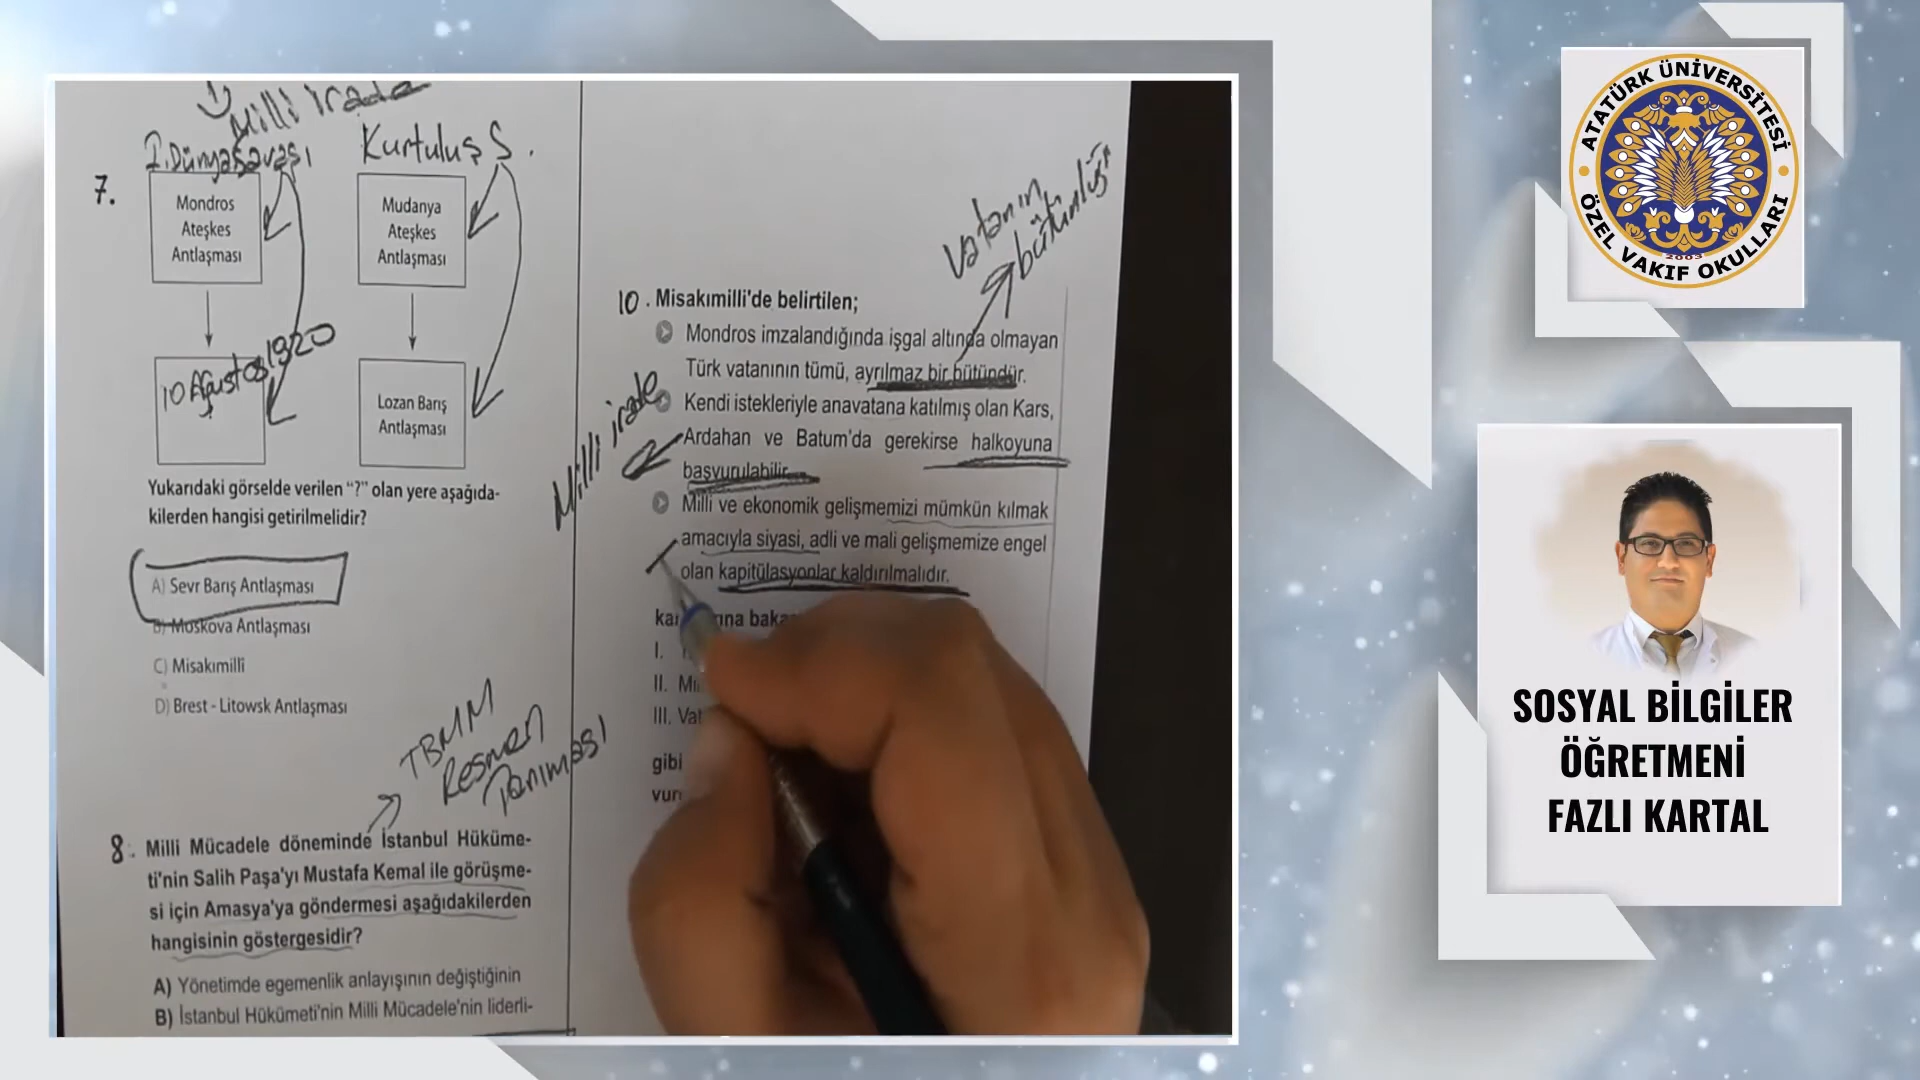 Milli irade
I. Dünya Savaşı
Kurtuluş S.
7.
Mondros
Ateşkes
Antlaşması
Mudanya
Ateşkes
Antlaşması
10 Ağustos 1920
Lozan Barış
Antlaşması
Yukarıdaki görselde verilen “?” olan yere aşağıda-
kilerden hangisi getirilmelidir?
A) Sevr Barış Antlaşması
B) Moskova Antlaşması
C) Misakımillî
D) Brest - Litowsk Antlaşması
TBMM
Resmen
Tanıması
8. Milli Mücadele döneminde İstanbul Hüküme-
ti'nin Salih Paşa'yı Mustafa Kemal ile görüşme-
si için Amasya'ya göndermesi aşağıdakilerden
hangisinin göstergesidir?
A) Yönetimde egemenlik anlayışının değiştiğinin
B) İstanbul Hükümeti'nin Milli Mücadele'nin liderli-
vatanın
bütünlüğü
10. Misakımilli'de belirtilen;
Mondros imzalandığında işgal altında olmayan
Türk vatanının tümü, ayrılmaz bir bütündür.
Kendi istekleriyle anavatana katılmış olan Kars,
Ardahan ve Batum'da gerekirse halkoyuna
başvurulabilir.
Milli irade
Milli ve ekonomik gelişmemizi mümkün kılmak
amacıyla siyasi, adli ve mali gelişmemize engel
olan kapitülasyonlar kaldırılmalıdır.
I.
II.
III.
gibi
ATATÜRK ÜNİVERSİTESİ
2003
ÖZEL VAKIF OKULLARI
SOSYAL BİLGİLER
ÖĞRETMENİ
FAZLI KARTAL